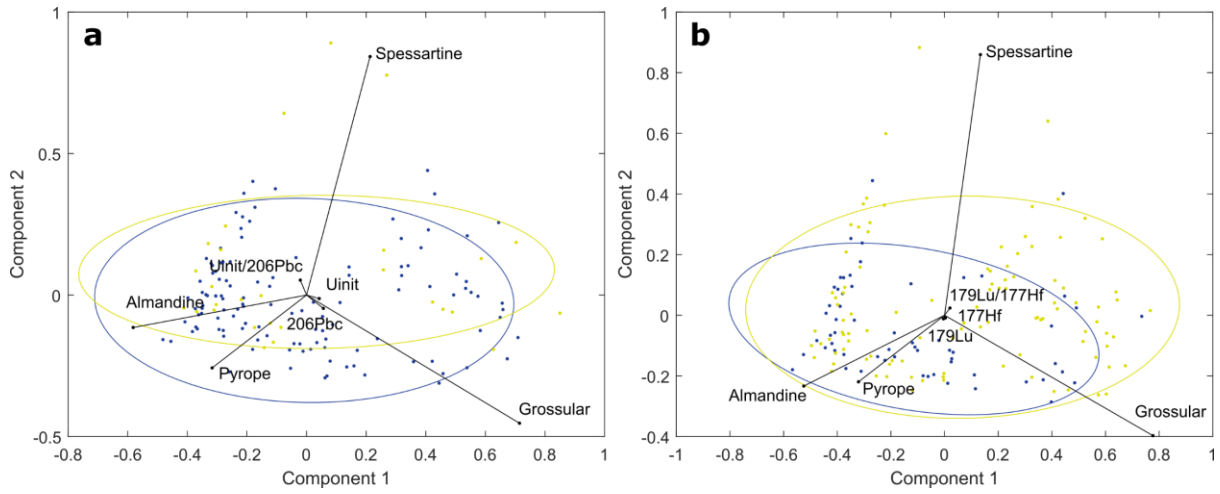 a
1
0.5
0
-0.5
-0.8
-0.6
-0.4
-0.2
0
0.2
0.4
0.6
0.8
1
Component 1
Component 2
Spessartine
Uinit/206Pbc
Uinit
Almandine
206Pbc
Pyrope
Grossular
b
1
0.8
0.6
0.4
0.2
0
-0.2
-0.4
-1
-0.8
-0.6
-0.4
-0.2
0
0.2
0.4
0.6
0.8
1
Component 1
Component 2
Spessartine
179Lu/177Hf
177Hf
179Lu
Almandine
Pyrope
Grossular